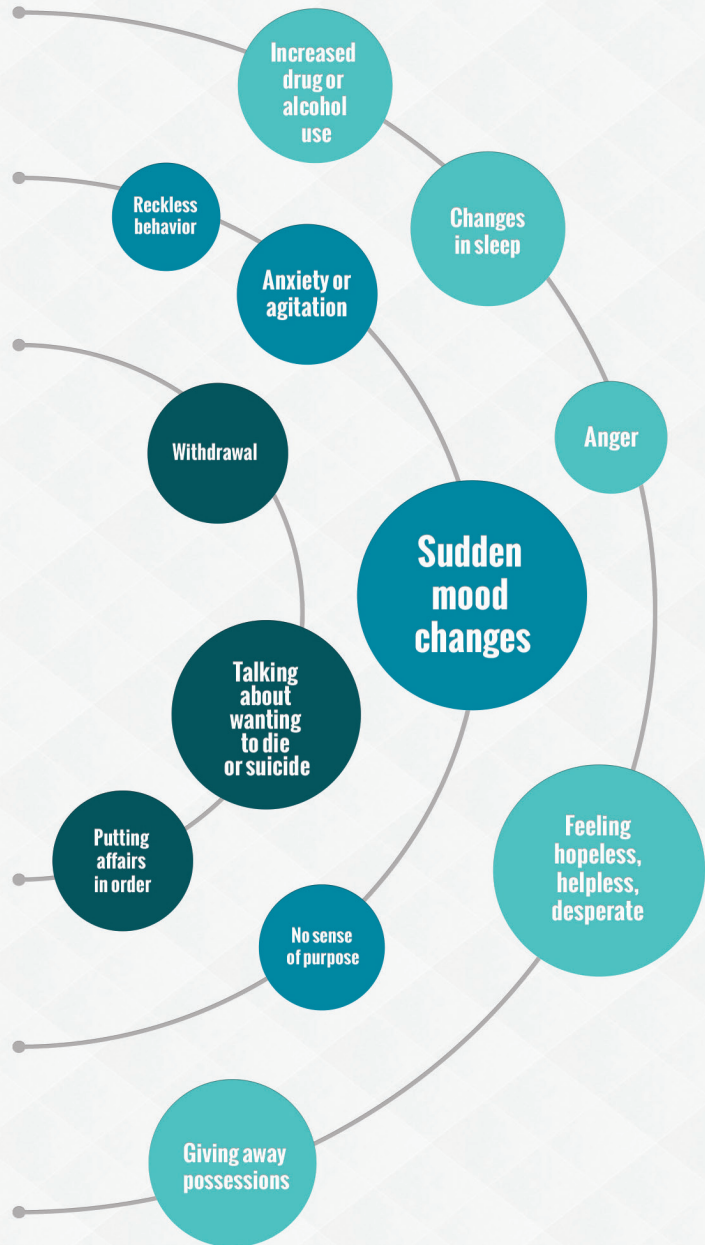 Increased
drug or
alcohol
use
Changes
in sleep
Anger
Feeling
hopeless,
helpless,
desperate
Giving away
possessions
Reckless
behavior
Anxiety or
agitation
Sudden
mood
changes
No sense
of purpose
Withdrawal
Talking
about
wanting
to die
or suicide
Putting
affairs
in order